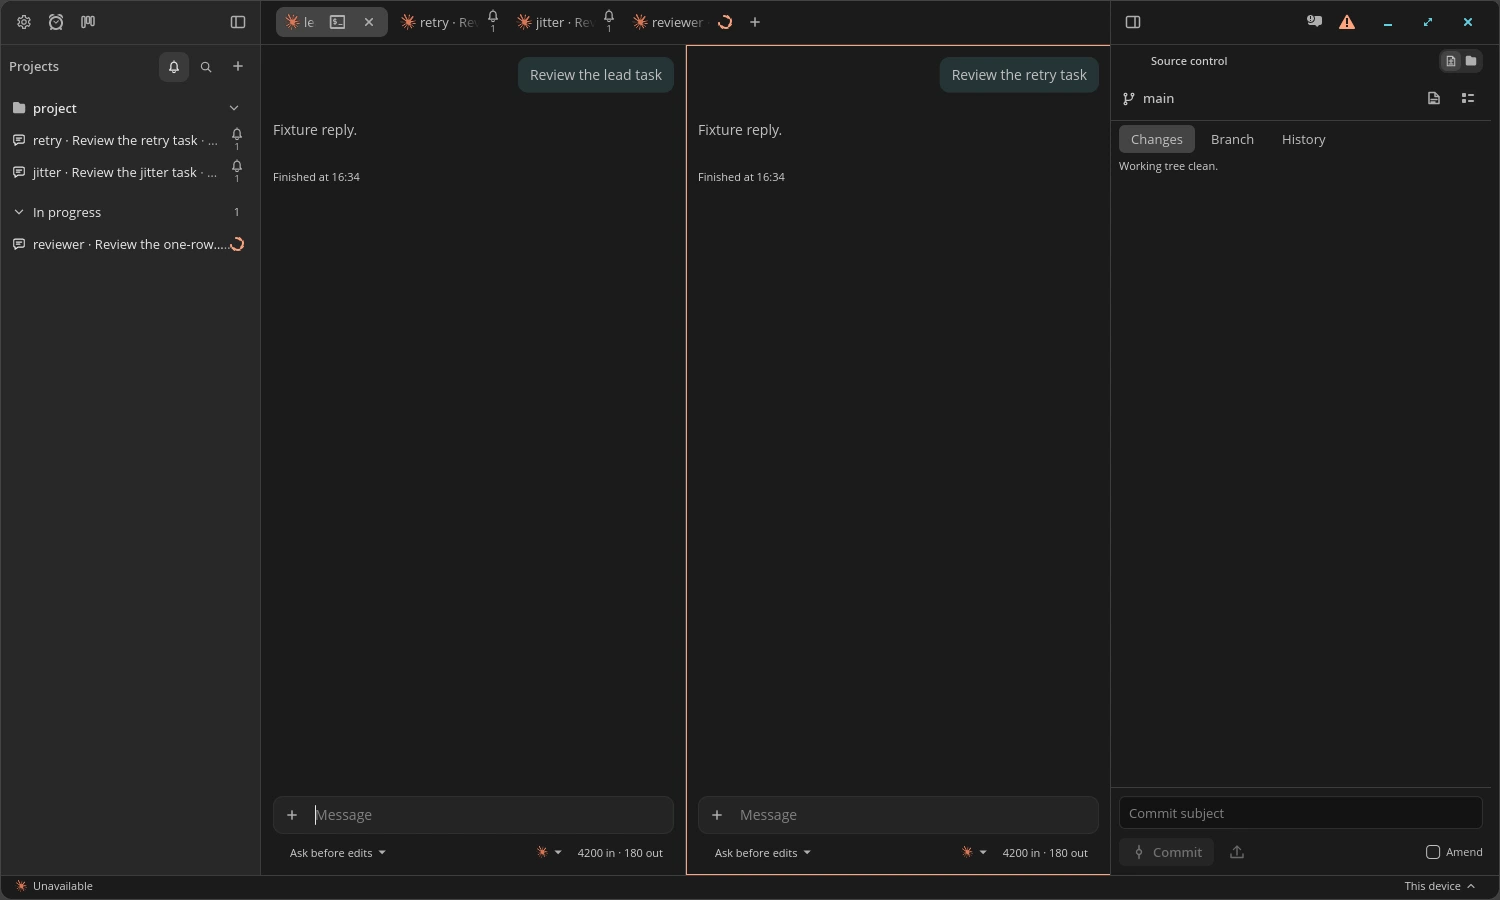 le
retry · Re
1
jitter · Rev
1
reviewer
Projects
project
retry · Review the retry task · ...
1
jitter · Review the jitter task · ...
1
In progress
1
reviewer · Review the one-row...
Review the lead task
Fixture reply.
Finished at 16:34
Message
Ask before edits
4200 in · 180 out
Review the retry task
Fixture reply.
Finished at 16:34
Message
Ask before edits
4200 in · 180 out
Source control
main
Changes
Branch
History
Working tree clean.
Commit subject
Commit
Amend
Unavailable
This device